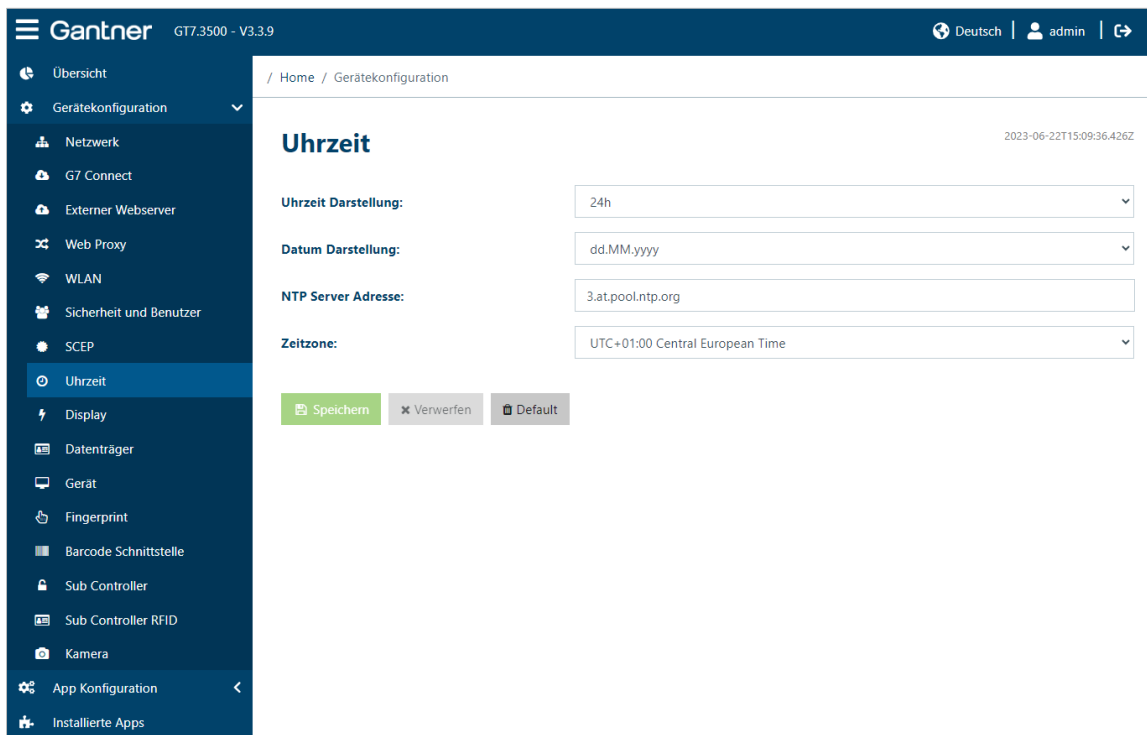 Gantner GT7.3500 - V3.3.9
Deutsch | admin |
Übersicht
Gerätekonfiguration
Netzwerk
G7 Connect
Externer Webserver
Web Proxy
WLAN
Sicherheit und Benutzer
SCEP
Uhrzeit
Display
Datenträger
Gerät
Fingerprint
Barcode Schnittstelle
Sub Controller
Sub Controller RFID
Kamera
App Konfiguration
Installierte Apps
/ Home / Gerätekonfiguration
Uhrzeit
2023-06-22T15:09:36.426Z
Uhrzeit Darstellung: 24h
Datum Darstellung: dd.MM.yyyy
NTP Server Adresse: 3.at.pool.ntp.org
Zeitzone: UTC+01:00 Central European Time
Speichern Verwerfen Default